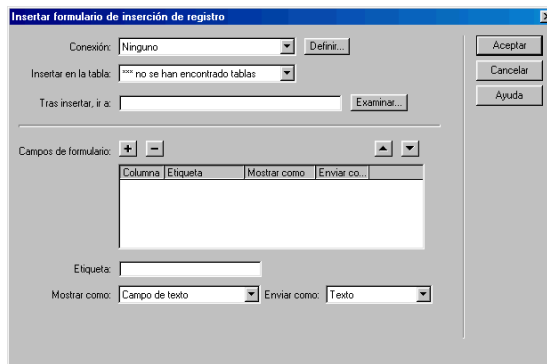 Insertar formulario de inserción de registro
Conexión: Ninguno Definir... Aceptar
Insertar en la tabla: *** no se han encontrado tablas Cancelar
Tras insertar, ir a: Examinar... Ayuda
Campos de formulario: + −
Columna Etiqueta Mostrar como Enviar co...
Etiqueta:
Mostrar como: Campo de texto Enviar como: Texto